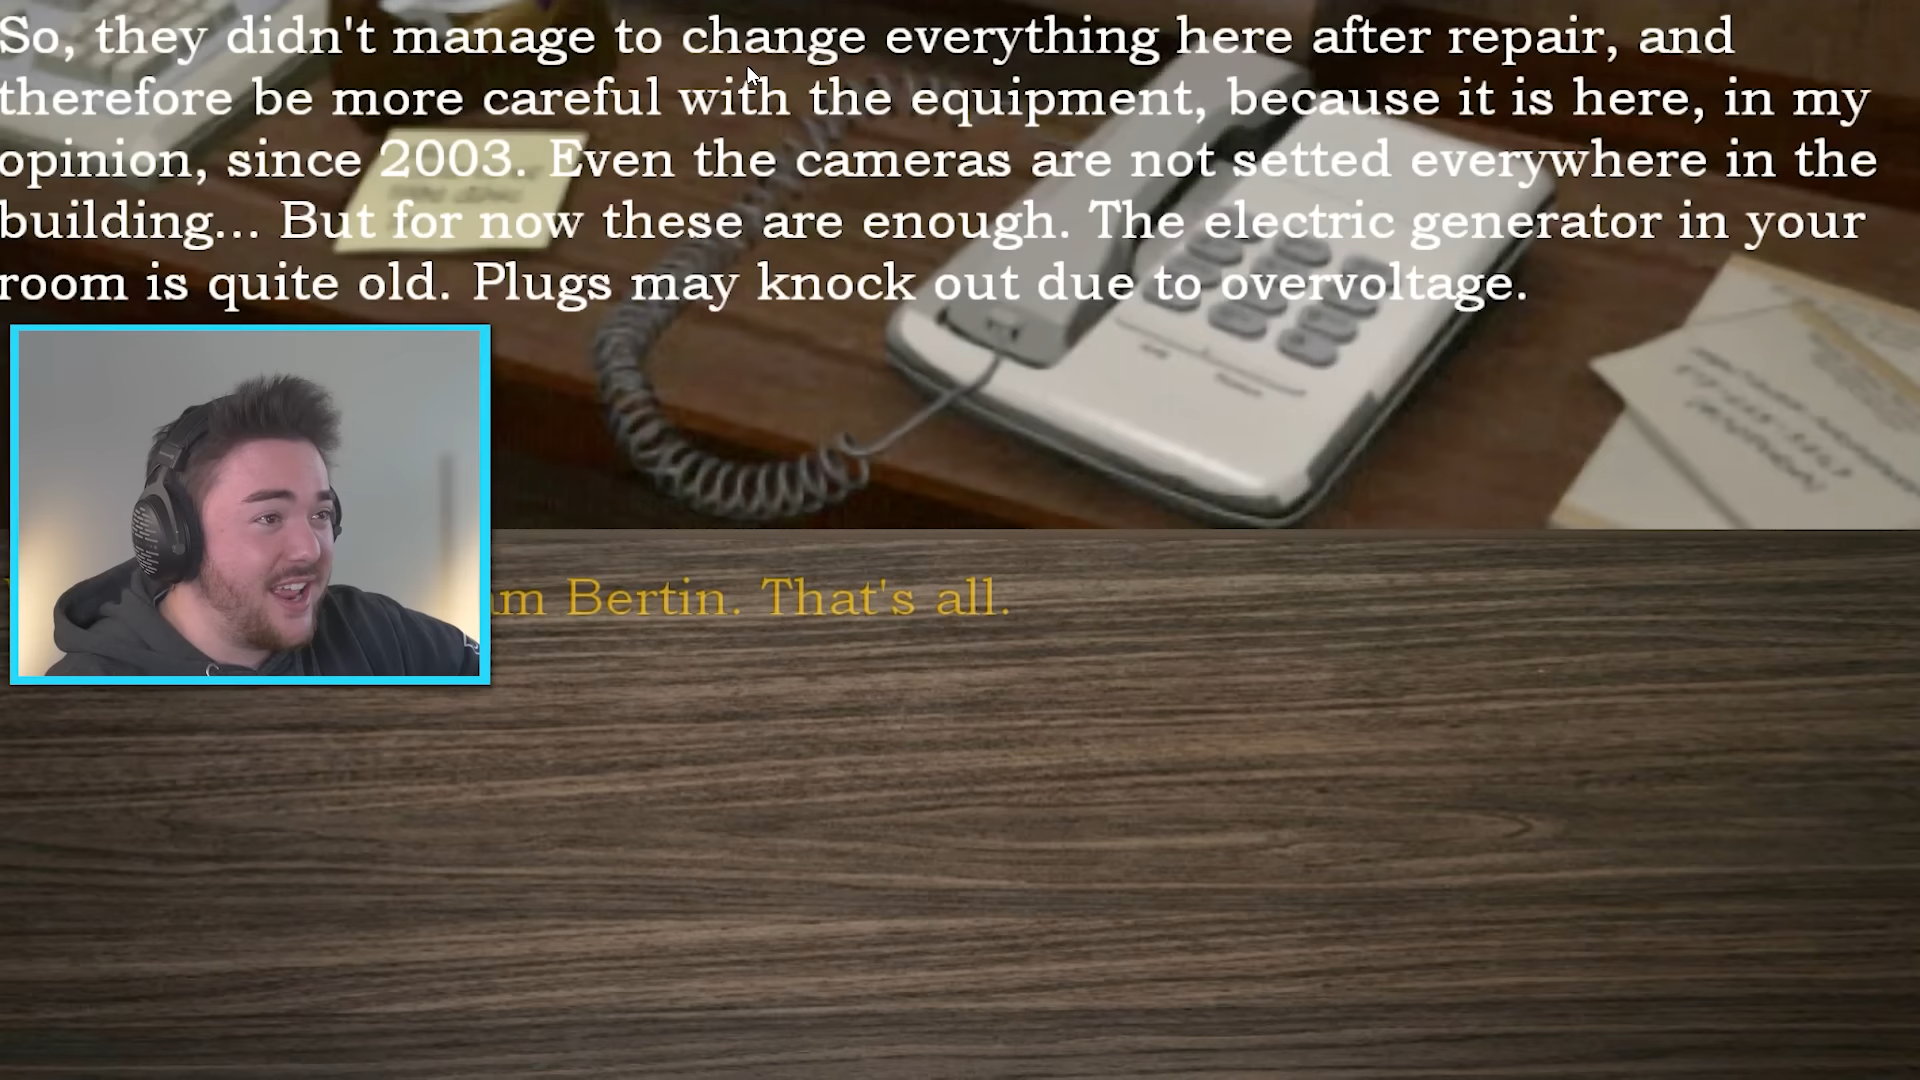 So, they didn't manage to change everything here after repair, and
therefore be more careful with the equipment, because it is here, in my
opinion, since 2003. Even the cameras are not setted everywhere in the
building... But for now these are enough. The electric generator in your
room is quite old. Plugs may knock out due to overvoltage.
Bertin. That's all.